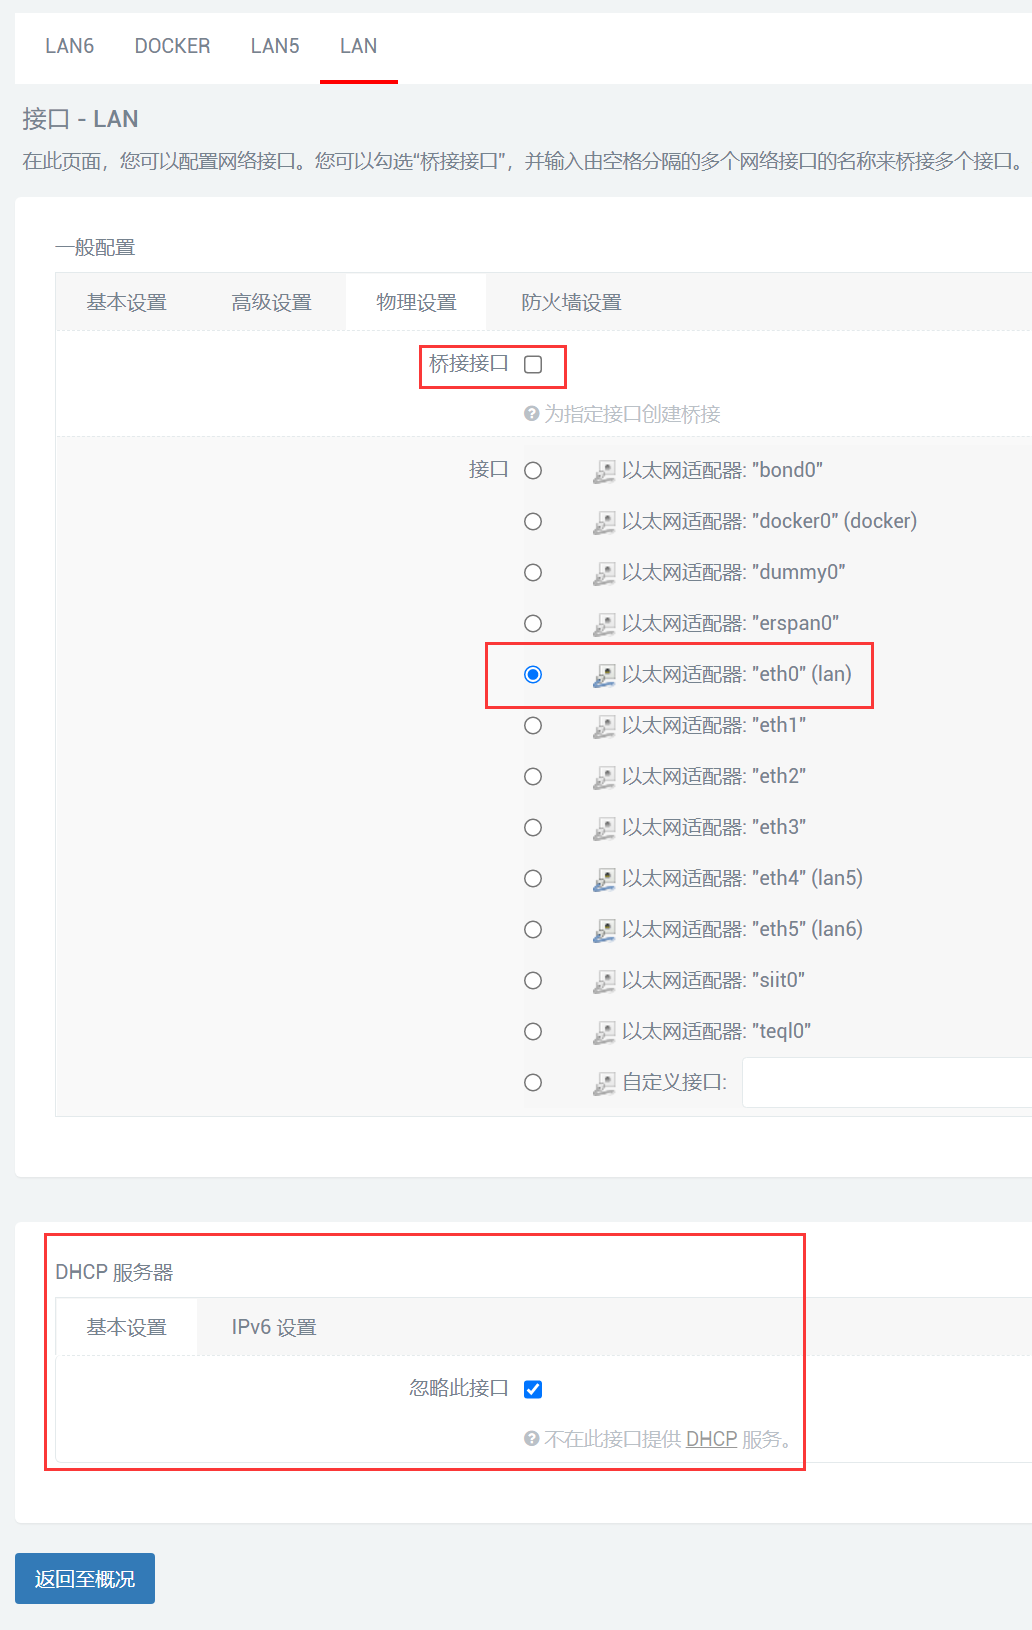 LAN6 DOCKER LAN5 LAN
接口 - LAN
在此页面，您可以配置网络接口。您可以勾选“桥接接口”，并输入由空格分隔的多个网络接口的名称来桥接多个接口。
一般配置
基本设置 高级设置 物理设置 防火墙设置
桥接接口
为指定接口创建桥接
接口 以太网适配器: "bond0"
以太网适配器: "docker0" (docker)
以太网适配器: "dummy0"
以太网适配器: "erspan0"
以太网适配器: "eth0" (lan)
以太网适配器: "eth1"
以太网适配器: "eth2"
以太网适配器: "eth3"
以太网适配器: "eth4" (lan5)
以太网适配器: "eth5" (lan6)
以太网适配器: "siit0"
以太网适配器: "teql0"
自定义接口:
DHCP 服务器
基本设置 IPv6 设置
忽略此接口
不在此接口提供 DHCP 服务。
返回至概况